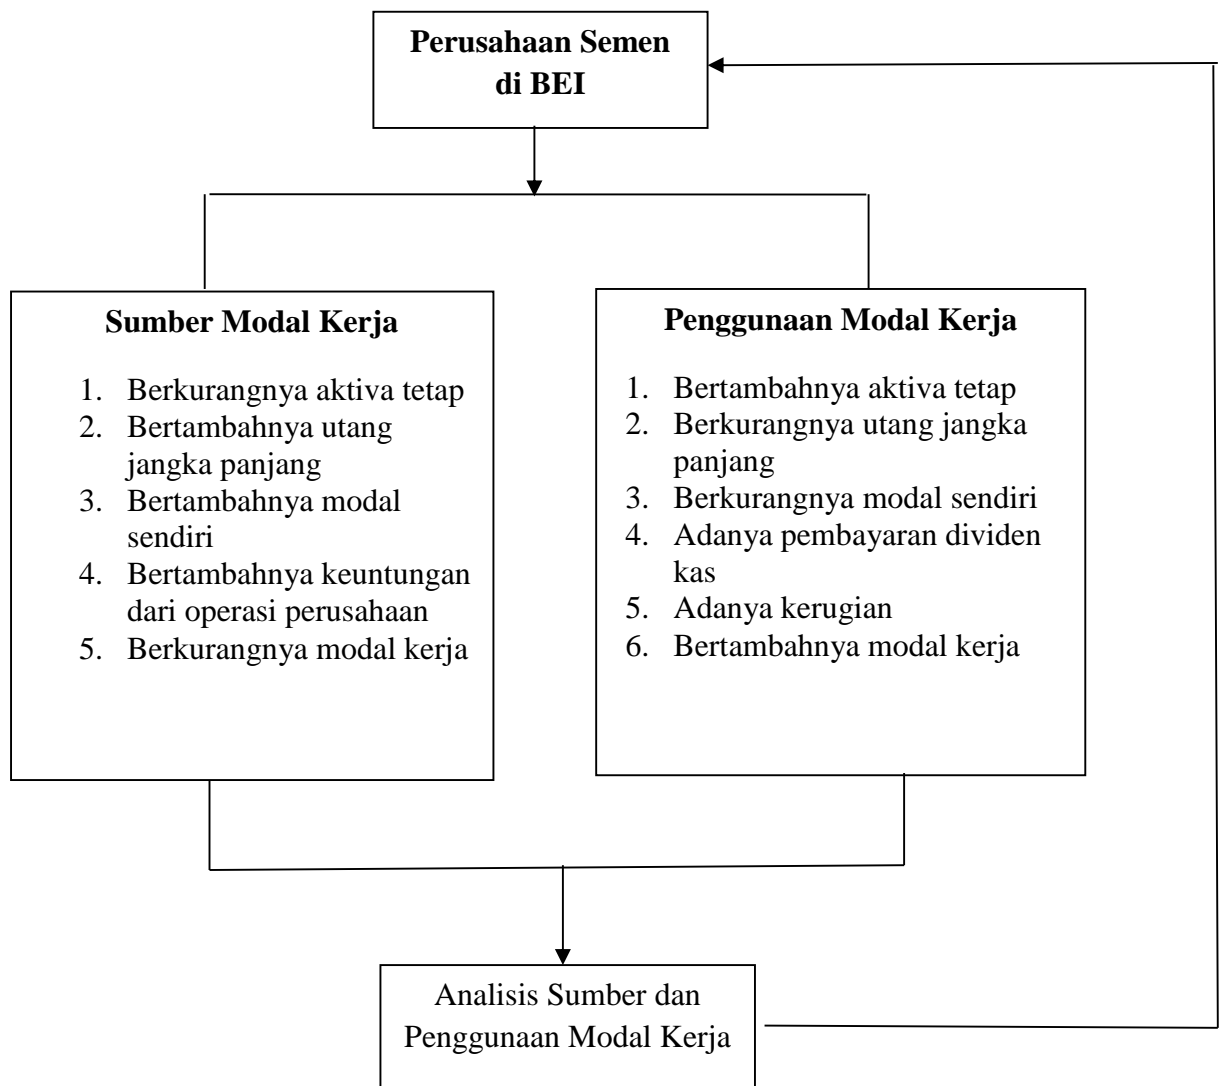 Perusahaan Semen
di BEI
Sumber Modal Kerja
1. Berkurangnya aktiva tetap
2. Bertambahnya utang
jangka panjang
3. Bertambahnya modal
sendiri
4. Bertambahnya keuntungan
dari operasi perusahaan
5. Berkurangnya modal kerja
Penggunaan Modal Kerja
1. Bertambahnya aktiva tetap
2. Berkurangnya utang jangka
panjang
3. Berkurangnya modal sendiri
4. Adanya pembayaran dividen
kas
5. Adanya kerugian
6. Bertambahnya modal kerja
Analisis Sumber dan
Penggunaan Modal Kerja